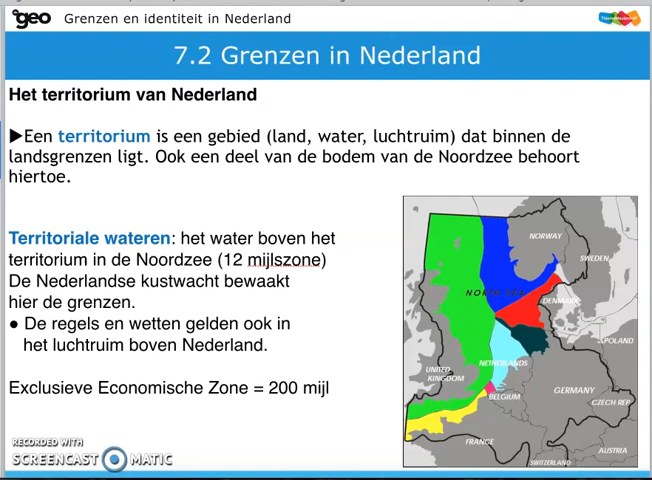 geo Grenzen en identiteit in Nederland
ThiemeMeulenhoff
7.2 Grenzen in Nederland
Het territorium van Nederland
▶Een territorium is een gebied (land, water, luchtruim) dat binnen de
landsgrenzen ligt. Ook een deel van de bodem van de Noordzee behoort
hiertoe.
Territoriale wateren: het water boven het
territorium in de Noordzee (12 mijlszone)
De Nederlandse kustwacht bewaakt
hier de grenzen.
● De regels en wetten gelden ook in
het luchtruim boven Nederland.
Exclusieve Economische Zone = 200 mijl
NORWAY
SWEDEN
NORTH SEA
DENMARK
POLAND
UNITED
KINGDOM
NETHERLANDS
BELGIUM
GERMANY
CZECH REP
FRANCE
AUSTRIA
SWITZERLAND
RECORDED WITH
SCREENCAST MATIC